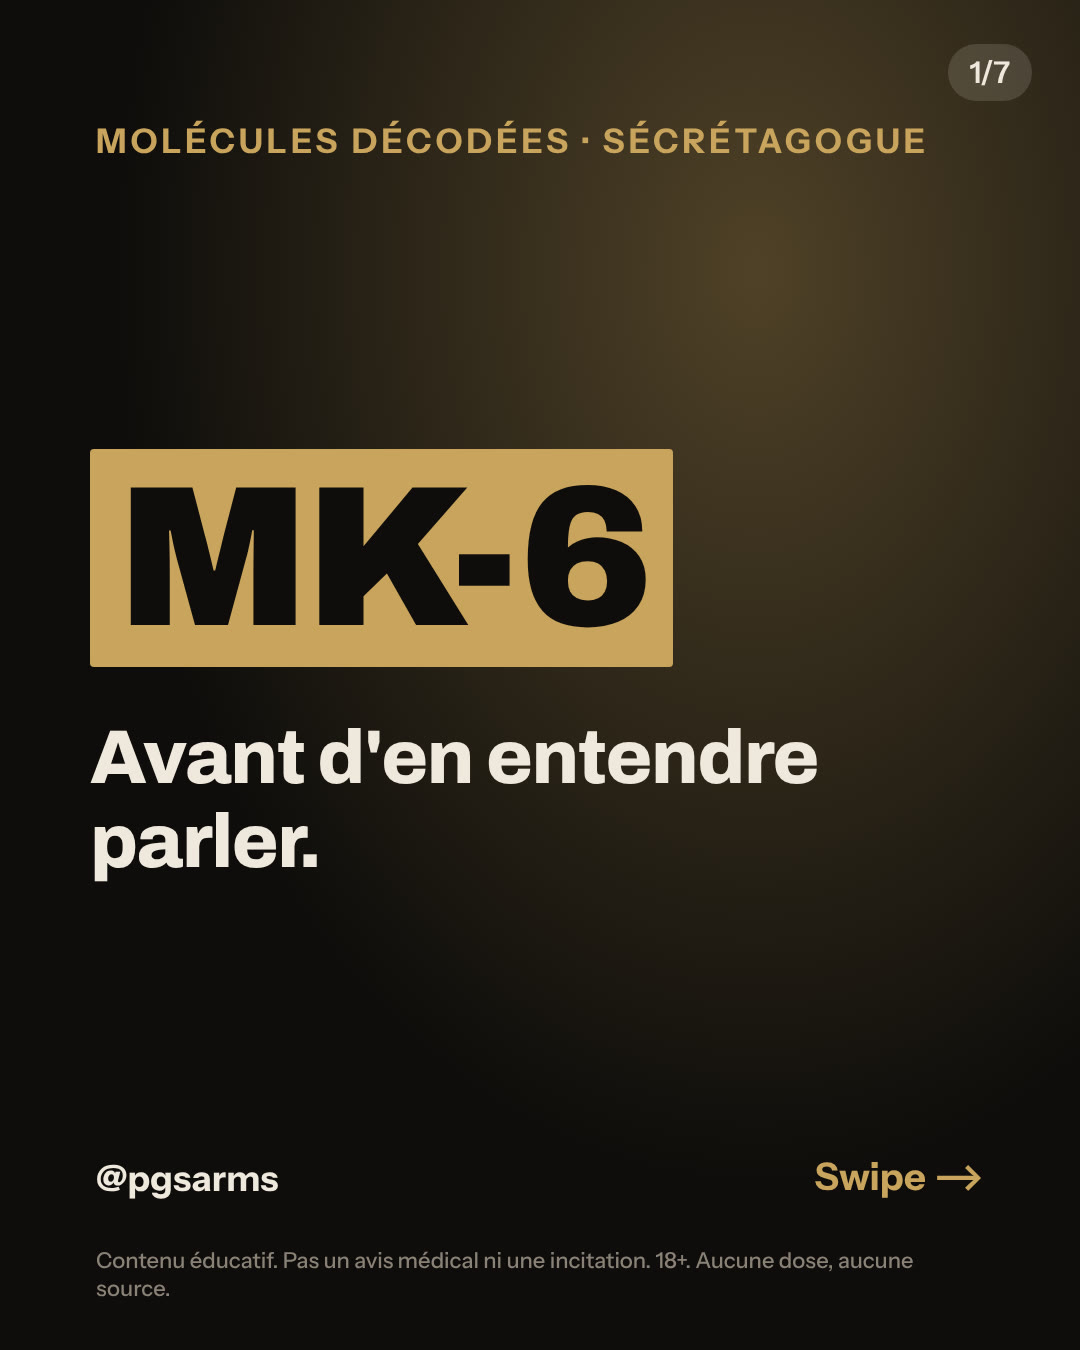 1/7
MOLÉCULES DÉCODÉES · SÉCRÉTAGOGUE
MK-6
Avant d'en entendre
parler.
@pgsarms
Swipe →
Contenu éducatif. Pas un avis médical ni une incitation. 18+. Aucune dose, aucune
source.